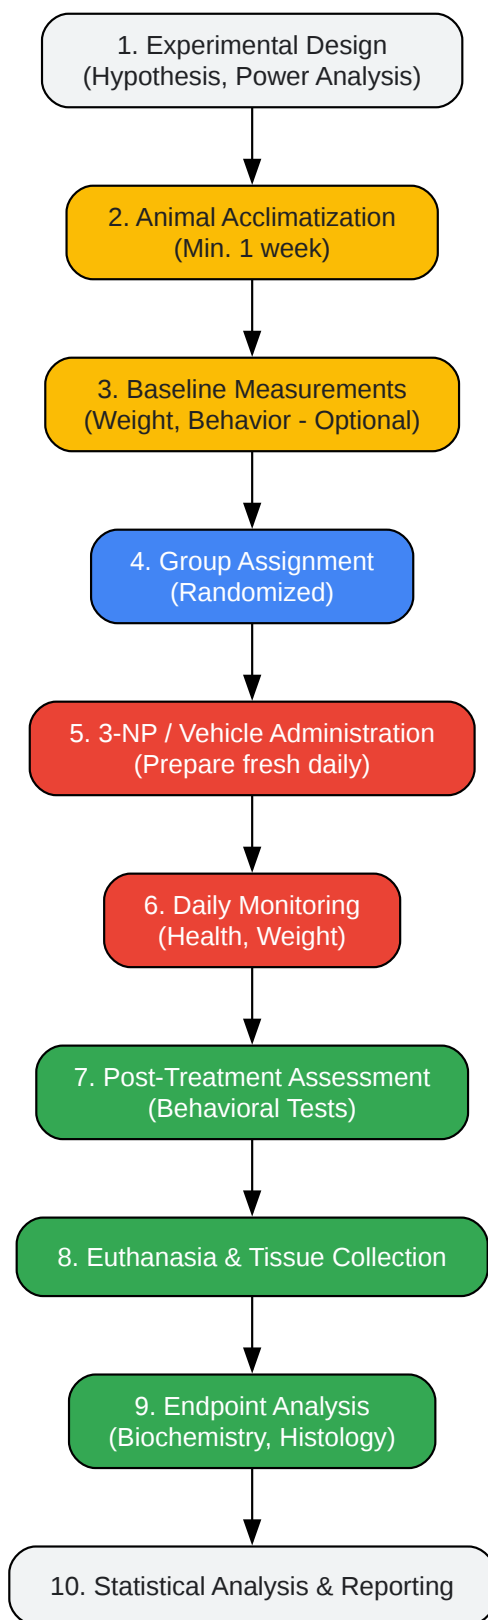 1. Experimental Design
(Hypothesis, Power Analysis)
2. Animal Acclimatization
(Min. 1 week)
3. Baseline Measurements
(Weight, Behavior - Optional)
4. Group Assignment
(Randomized)
5. 3-NP / Vehicle Administration
(Prepare fresh daily)
6. Daily Monitoring
(Health, Weight)
7. Post-Treatment Assessment
(Behavioral Tests)
8. Euthanasia & Tissue Collection
9. Endpoint Analysis
(Biochemistry, Histology)
10. Statistical Analysis & Reporting